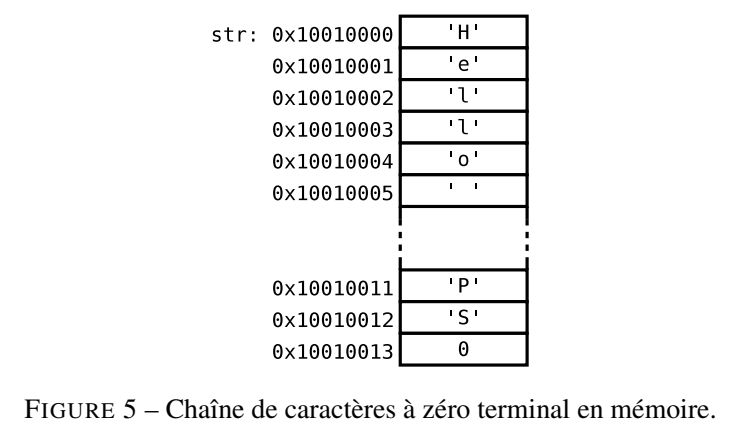 str: 0x10010000 'H'
0x10010001 'e'
0x10010002 'l'
0x10010003 'l'
0x10010004 'o'
0x10010005 ' '
0x10010011 'P'
0x10010012 'S'
0x10010013 0
FIGURE 5 – Chaîne de caractères à zéro terminal en mémoire.